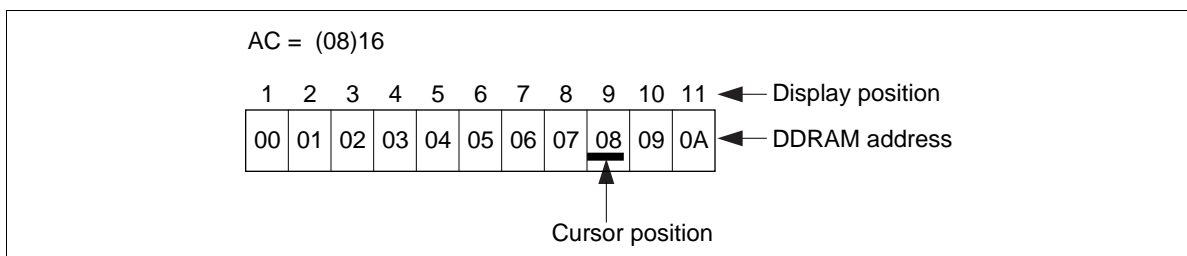 AC = (08)16
1 2 3 4 5 6 7 8 9 10 11 Display position
00 01 02 03 04 05 06 07 08 09 0A DDRAM address
Cursor position